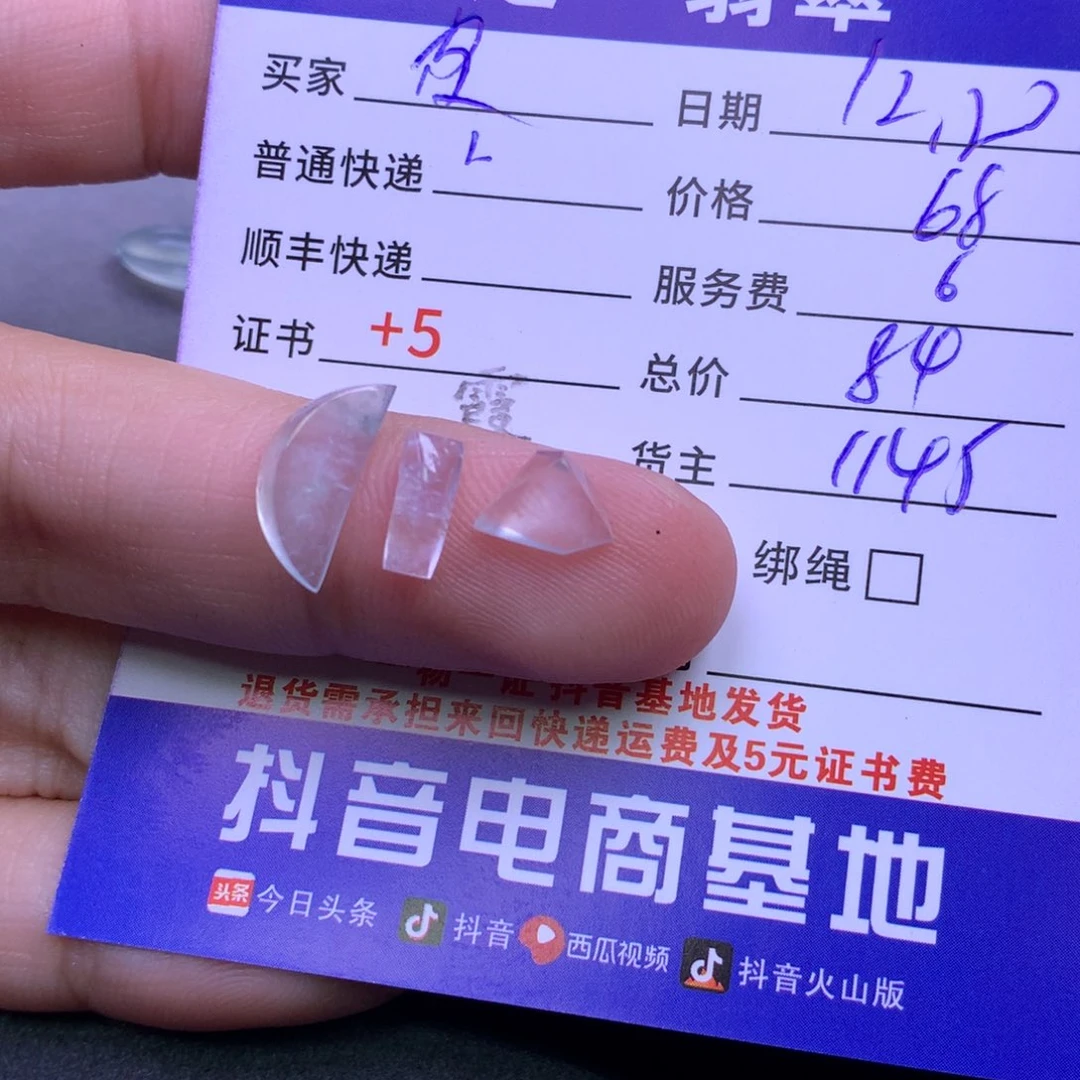 翡翠
买家 日期 12.20
普通快递 价格 68
顺丰快递 服务费 6
证书 +5 总价 84
货主 1145
绑绳
抖音基地发货
退货需承担来回快递运费及5元证书费
抖音电商基地
头条 今日头条 抖音 西瓜视频 抖音火山版